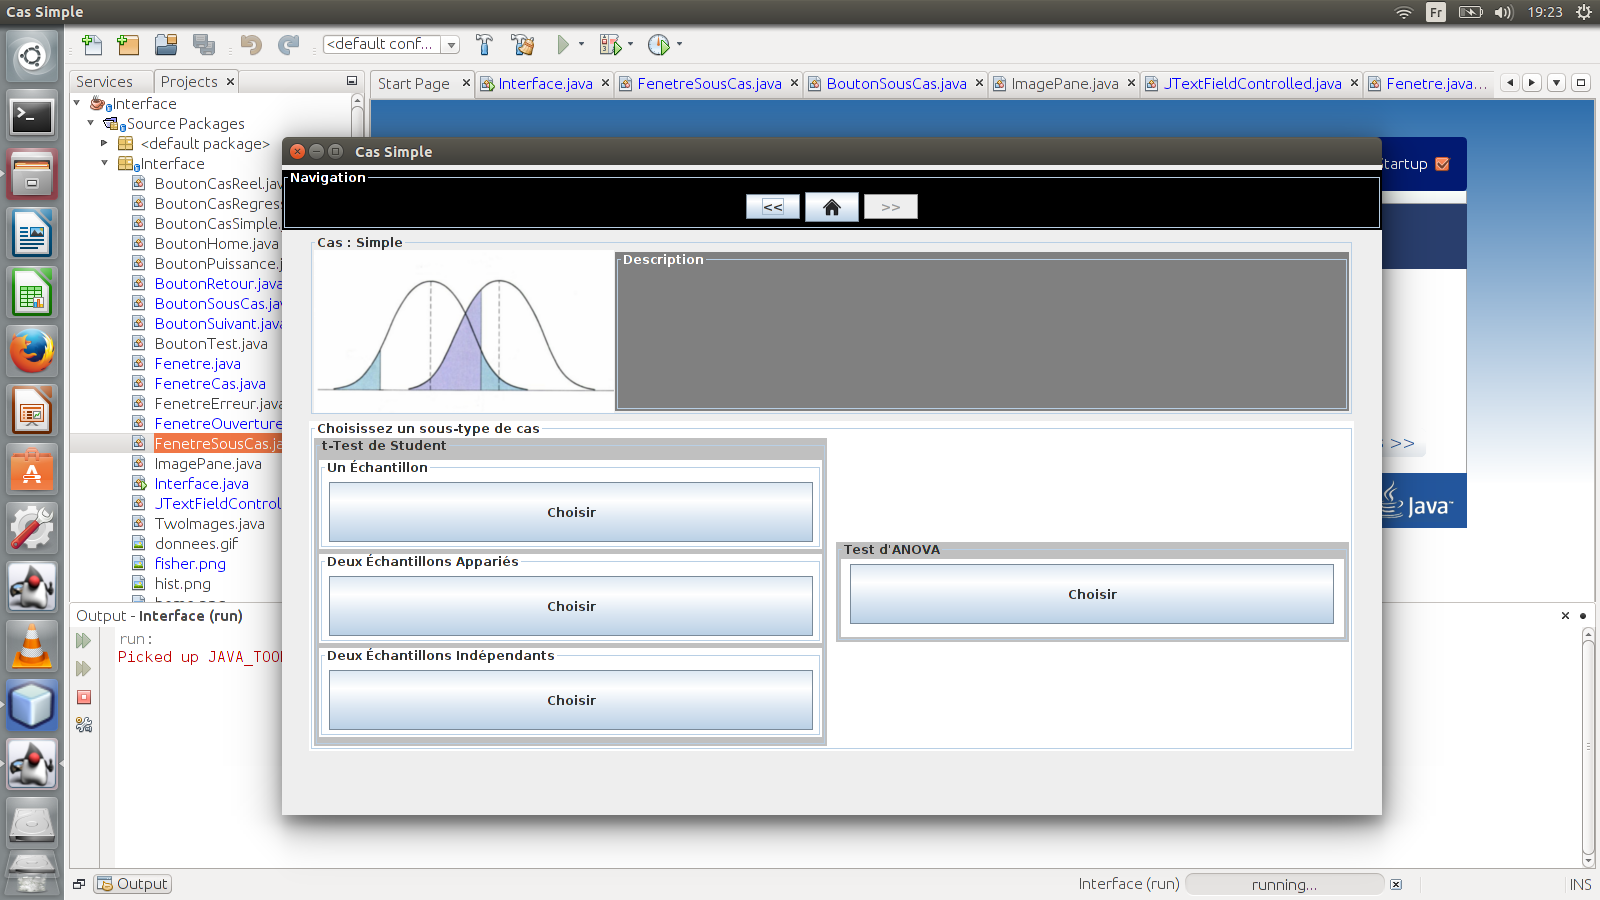 Cas Simple
Fr
19:23
<default conf...
Services
Projects
Start Page
Interface.java
FenetreSousCas.java
BoutonSousCas.java
ImagePane.java
JTextFieldControlled.java
Fenetre.java...
Interface
Source Packages
<default package>
Interface
BoutonCasReel.jav
BoutonCasRegres
BoutonCasSimple.
BoutonHome.java
BoutonPuissance.j
BoutonRetour.java
BoutonSousCas.jav
BoutonSuivant.java
BoutonTest.java
Fenetre.java
FenetreCas.java
FenetreErreur.java
FenetreOuverture
FenetreSousCas.ja
ImagePane.java
Interface.java
JTextFieldControl
TwoImages.java
donnees.gif
fisher.png
hist.png
Cas Simple
Navigation
<<
>>
Cas : Simple
Description
Choisissez un sous-type de cas
t-Test de Student
Un Échantillon
Choisir
Deux Échantillons Appariés
Choisir
Deux Échantillons Indépendants
Choisir
Test d'ANOVA
Choisir
tartup
>>
Java
Output - Interface (run)
run:
Picked up JAVA_TOO
Output
Interface (run)
running...
INS